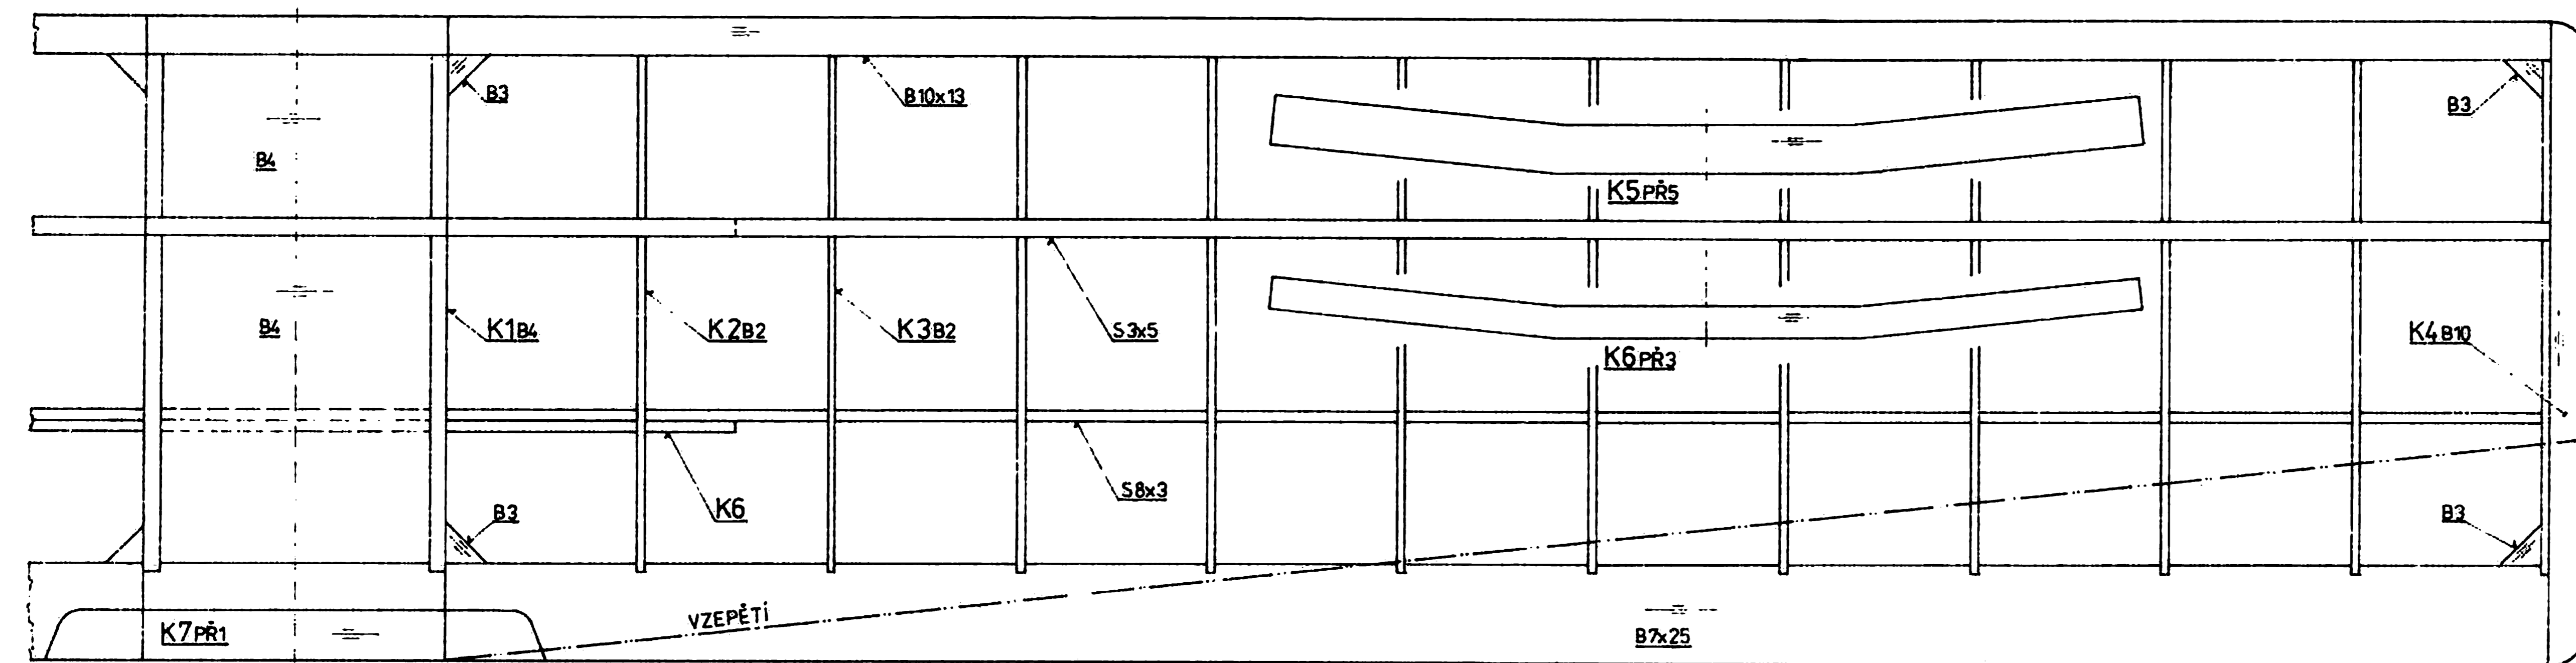 B3
B10x13
B3
B4
K5PŘ5
B4
K1B4
K2B2
K3B2
S3x5
K6PŘ3
K4B10
S8x3
K6
B3
B3
VZEPĚTÍ
K7PŘ1
B7x25